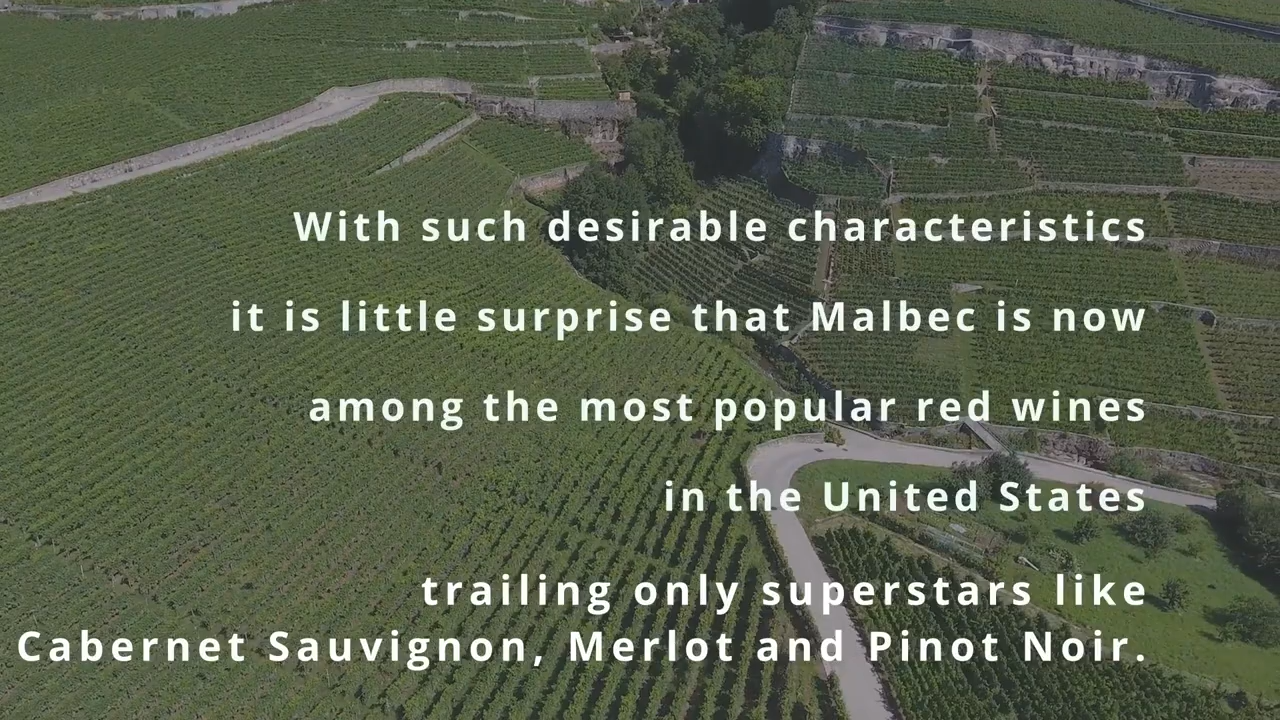 With such desirable characteristics
it is little surprise that Malbec is now
among the most popular red wines
in the United States
trailing only superstars like
Cabernet Sauvignon, Merlot and Pinot Noir.